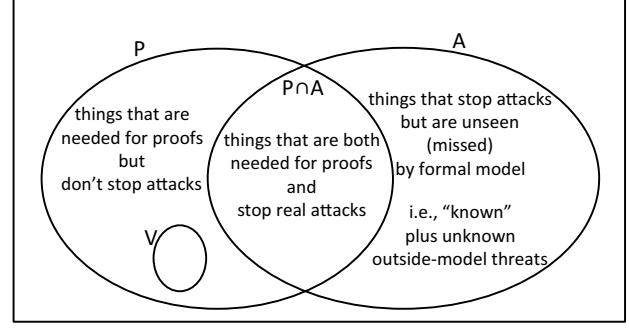 P
A
P∩A
things that are
needed for proofs
but
don't stop attacks
V
things that are both
needed for proofs
and
stop real attacks
things that stop attacks
but are unseen
(missed)
by formal model
i.e., "known"
plus unknown
outside-model threats